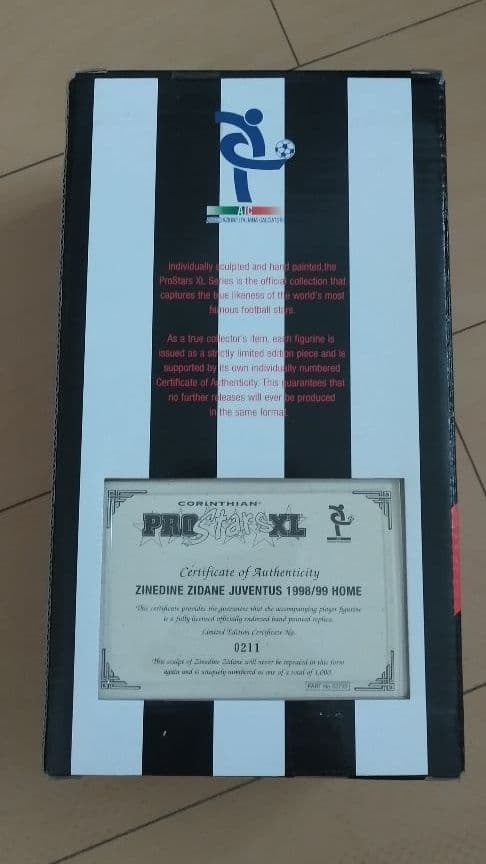 AIC
ASSOCIAZIONE ITALIANA CALCIATORI
Individually sculpted and hand painted,the
ProStars XL Series is the official collection that
captures the true likeness of the world's most
famous football stars.
As a true collector's item, each figurine is
issued as a strictly limited edition piece and is
supported by its own individually numbered
Certificate of Authenticity. This guarantees that
no further releases will ever be produced
in the same format
CORINTHIAN
PROStarsXL
Certificate of Authenticity
ZINEDINE ZIDANE JUVENTUS 1998/99 HOME
This certificate provides the guarantee that the accompanying player figurine
is a fully licensed officially endorsed hand painted replica.
Limited Edition Certificate No.
0211
This sculpt of Zinedine Zidane will never be repeated in this form
again and is uniquely numbered as one of a total of 1,000.
PART No.